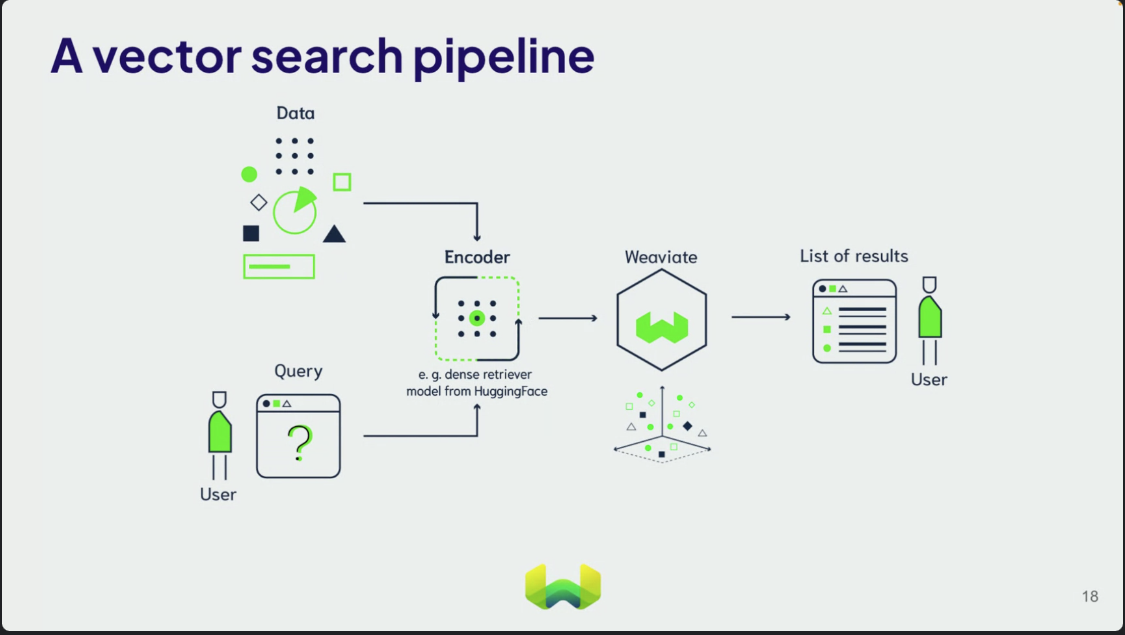 A vector search pipeline
Data
Encoder
e. g. dense retriever
model from HuggingFace
Query
?
User
Weaviate
List of results
User
18